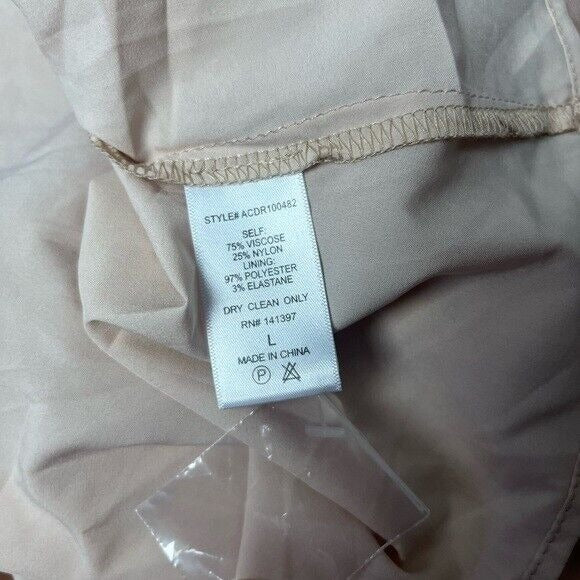 STYLE# ACDR100482
SELF:
75% VISCOSE
25% NYLON
LINING:
97% POLYESTER
3% ELASTANE
DRY CLEAN ONLY
RN# 141397
L
MADE IN CHINA
P